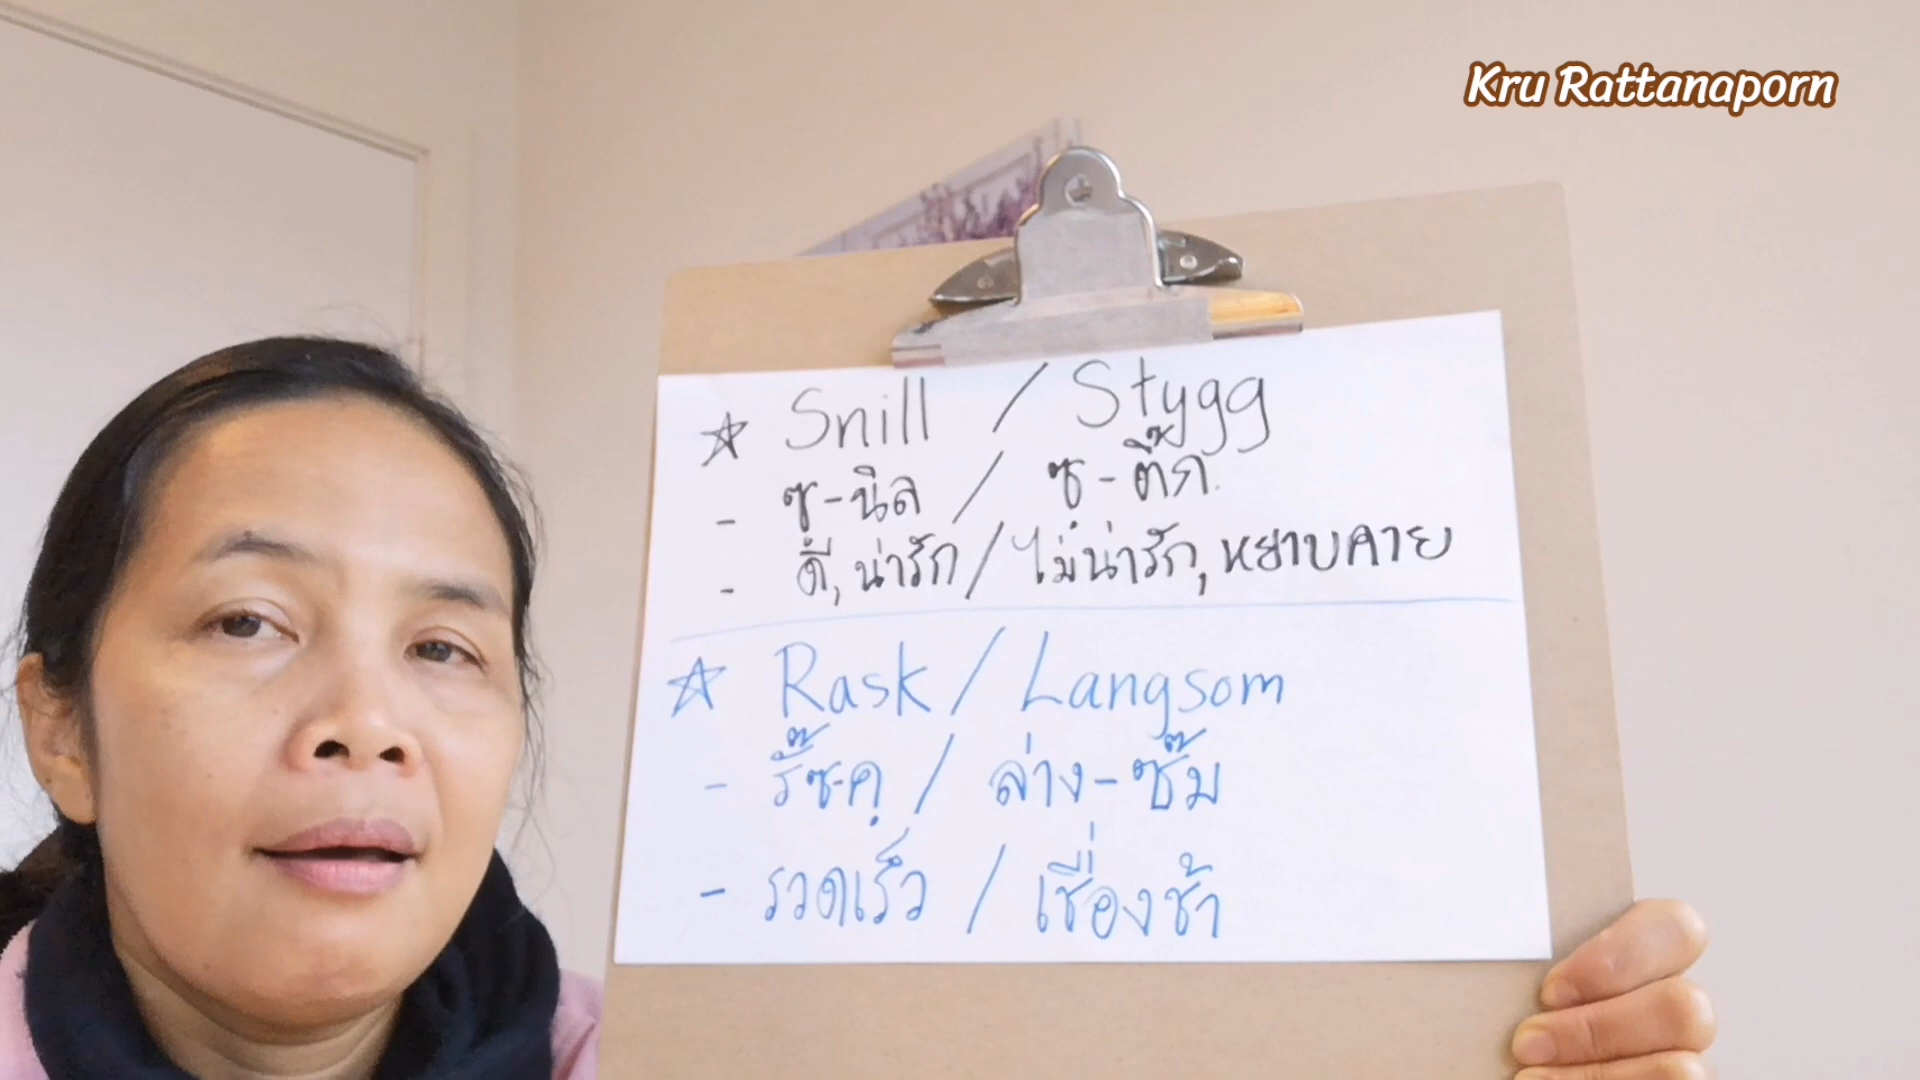 Kru Rattanaporn
☆ Snill / Stygg
- ซ-นิล / ซ-ติ๊ก.
- ดี, น่ารัก / ไม่น่ารัก, หยาบคาย
☆ Rask / Langsom
- รั๊ซคฺ / ล่าง-ซั๊ม
- รวดเร็ว / เชื่องช้า